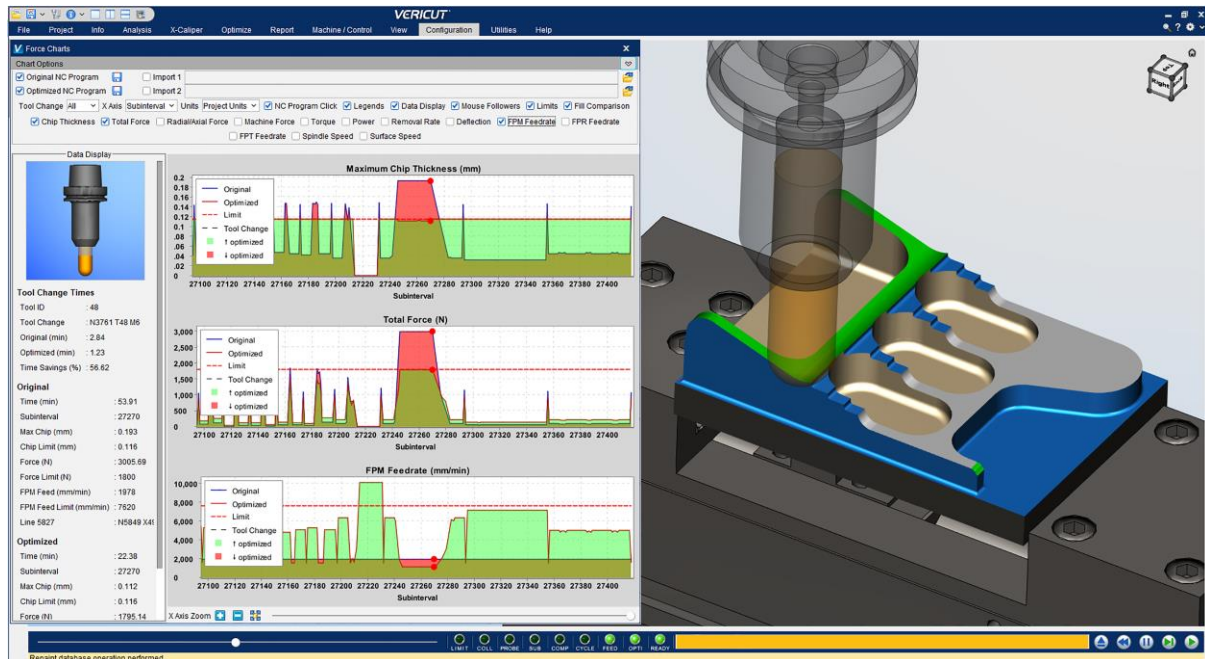 VERICUT
File Project Info Analysis X-Caliper Optimize Report Machine / Control View Configuration Utilities Help
Force Charts
Chart Options
Original NC Program Import 1
Optimized NC Program Import 2
Tool Change All X Axis Subinterval Units Project Units NC Program Click Legends Data Display Mouse Followers Limits Fill Comparison
Chip Thickness Total Force Radial/Axial Force Machine Force Torque Power Removal Rate Deflection FPM Feedrate FPR Feedrate
FPT Feedrate Spindle Speed Surface Speed
Data Display
Tool Change Times
Tool ID : 48
Tool Change : N3761 T48 M6
Original (min) : 2.84
Optimized (min) : 1.23
Time Savings (%) : 56.62
Original
Time (min) : 53.91
Subinterval : 27270
Max Chip (mm) : 0.193
Chip Limit (mm) : 0.116
Force (N) : 3005.69
Force Limit (N) : 1800
FPM Feed (mm/min) : 1978
FPM Feed Limit (mm/min) : 7620
Line 5827 : N5849 X4
Optimized
Time (min) : 22.38
Subinterval : 27270
Max Chip (mm) : 0.112
Chip Limit (mm) : 0.116
Force (N) : 1795.14
Maximum Chip Thickness (mm)
0.2
0.18
0.16
0.14
0.12
0.1
.08
.06
.04
.02
0
Original
Optimized
Limit
Tool Change
↑ optimized
↓ optimized
27100 27120 27140 27160 27180 27200 27220 27240 27260 27280 27300 27320 27340 27360 27380 27400
Subinterval
Total Force (N)
3,000
2,500
2,000
1,500
1,000
500
0
Original
Optimized
Limit
Tool Change
↑ optimized
↓ optimized
27100 27120 27140 27160 27180 27200 27220 27240 27260 27280 27300 27320 27340 27360 27380 27400
Subinterval
FPM Feedrate (mm/min)
10,000
8,000
6,000
4,000
2,000
0
Original
Optimized
Limit
Tool Change
↑ optimized
↓ optimized
27100 27120 27140 27160 27180 27200 27220 27240 27260 27280 27300 27320 27340 27360 27380 27400
Subinterval
X Axis Zoom
Right
LIMIT COLL PROBE SUB COMP CYCLE FEED OPTI READY
Repaint database operation performed